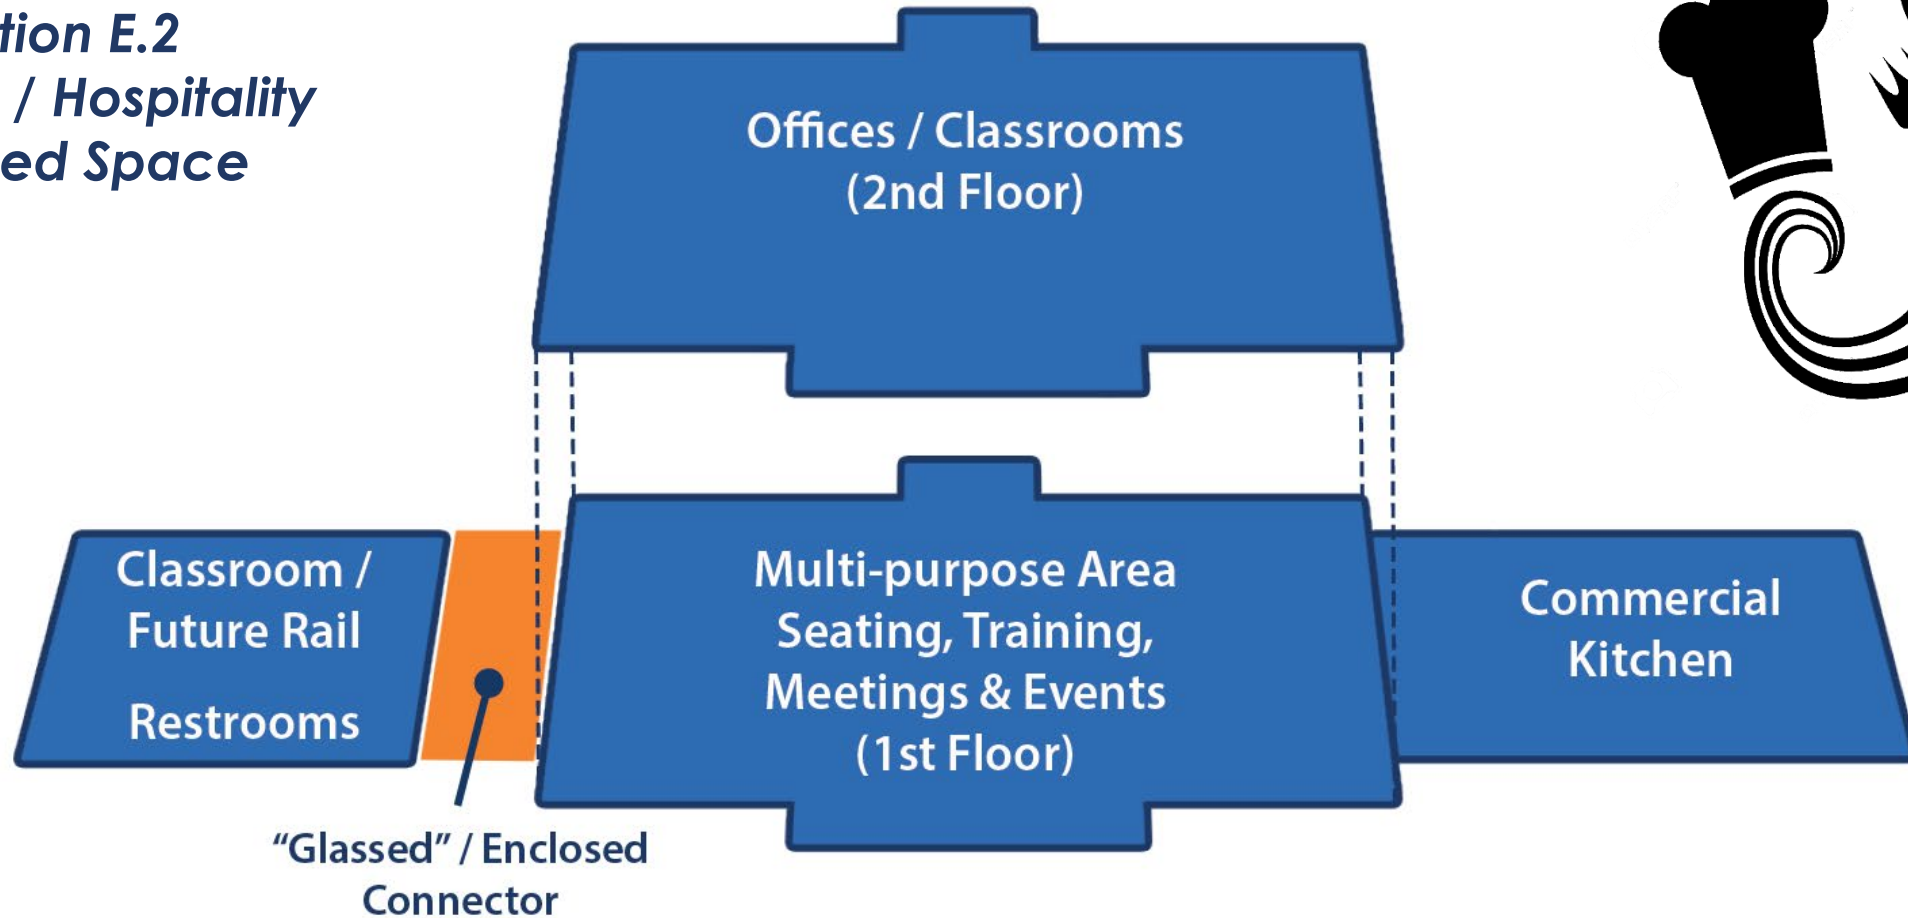 tion E.2
/ Hospitality
ed Space
Offices / Classrooms
(2nd Floor)
Classroom /
Future Rail
Restrooms
Multi-purpose Area
Seating, Training,
Meetings & Events
(1st Floor)
Commercial
Kitchen
“Glassed” / Enclosed
Connector